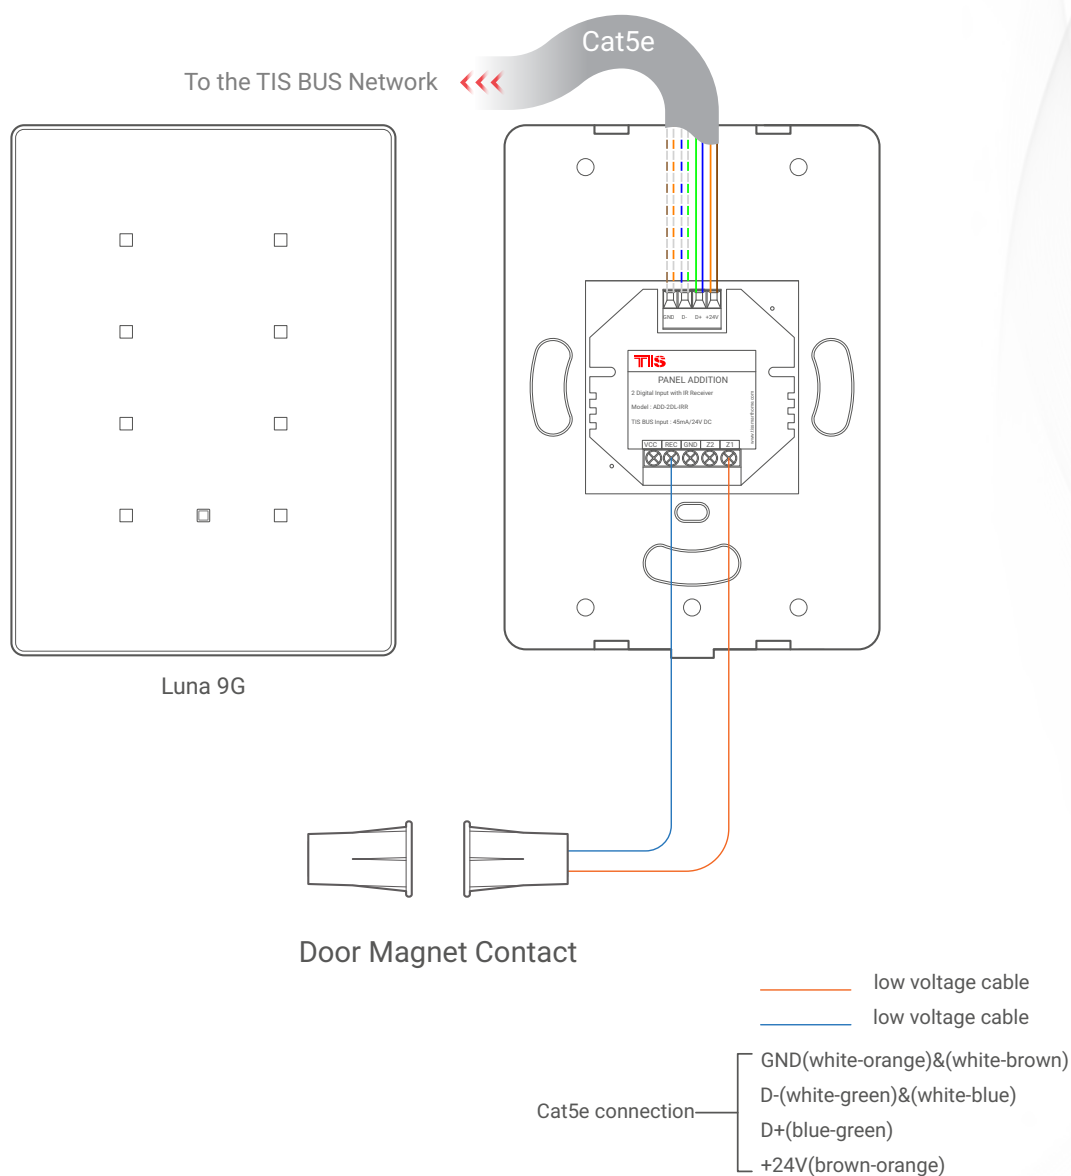 Cat5e
To the TIS BUS Network
GND D- D+ +24V
TIS
PANEL ADDITION
2 Digital Input with IR Receiver
Model : ADD-2DL-IRR
TIS BUS Input : 45mA/24V DC
VCC REC GND Z2 Z1
Luna 9G
Door Magnet Contact
low voltage cable
low voltage cable
GND(white-orange)&(white-brown)
D-(white-green)&(white-blue)
Cat5e connection
D+(blue-green)
+24V(brown-orange)